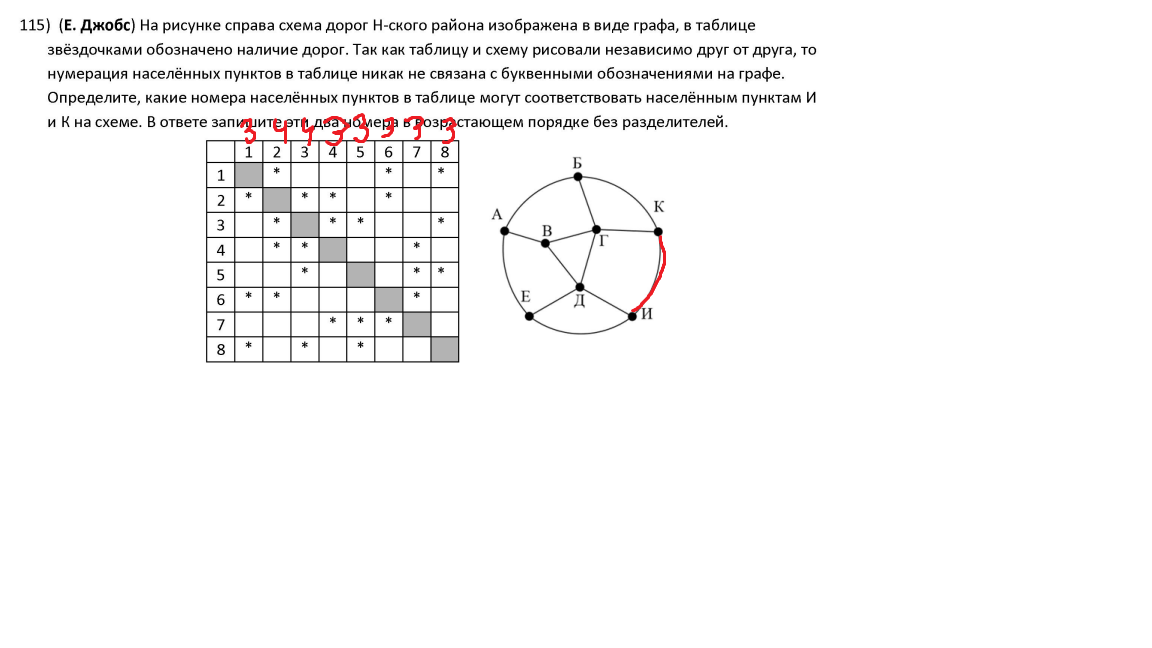 115) (Е. Джобс) На рисунке справа схема дорог Н-ского района изображена в виде графа, в таблице
звёздочками обозначено наличие дорог. Так как таблицу и схему рисовали независимо друг от друга, то
нумерация населённых пунктов в таблице никак не связана с буквенными обозначениями на графе.
Определите, какие номера населённых пунктов в таблице могут соответствовать населённым пунктам И
и К на схеме. В ответе запишите эти два номера в возрастающем порядке без разделителей.
3 4 4 3 3 3 3 3
1 2 3 4 5 6 7 8
1 * * *
2 * * * *
3 * * * *
4 * * *
5 * * *
6 * * *
7 * * *
8 * * *
Б
К
А
В
Г
Е
Д
И